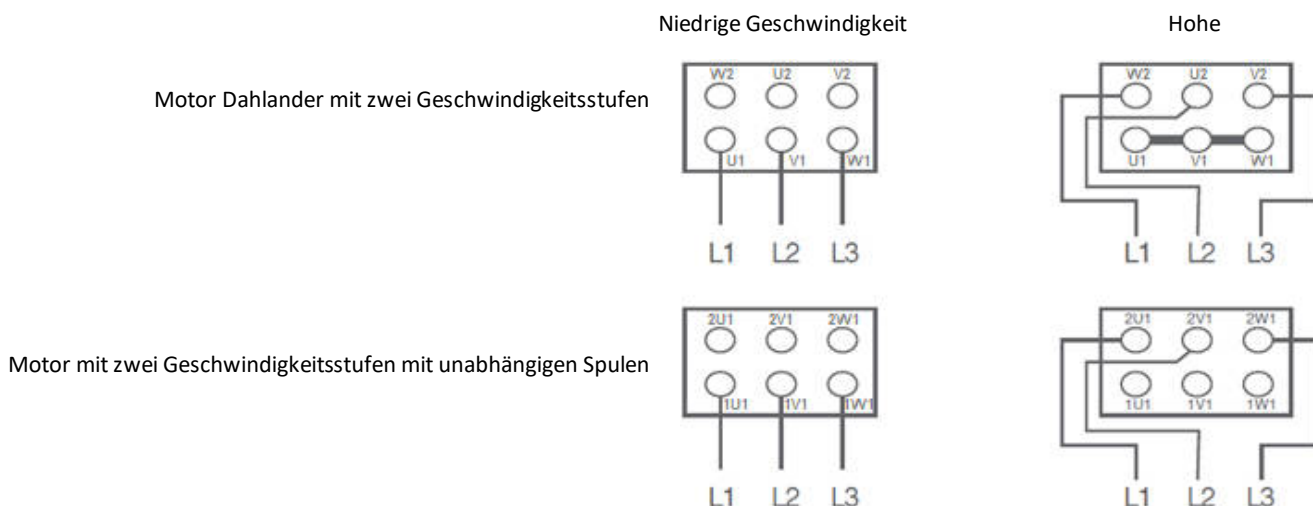 Niedrige Geschwindigkeit Hohe
Motor Dahlander mit zwei Geschwindigkeitsstufen
W2 U2 V2 W2 U2 V2
U1 V1 W1 U1 V1 W1
L1 L2 L3 L1 L2 L3
Motor mit zwei Geschwindigkeitsstufen mit unabhängigen Spulen
2U1 2V1 2W1 2U1 2V1 2W1
1U1 1V1 1W1 1U1 1V1 1W1
L1 L2 L3 L1 L2 L3